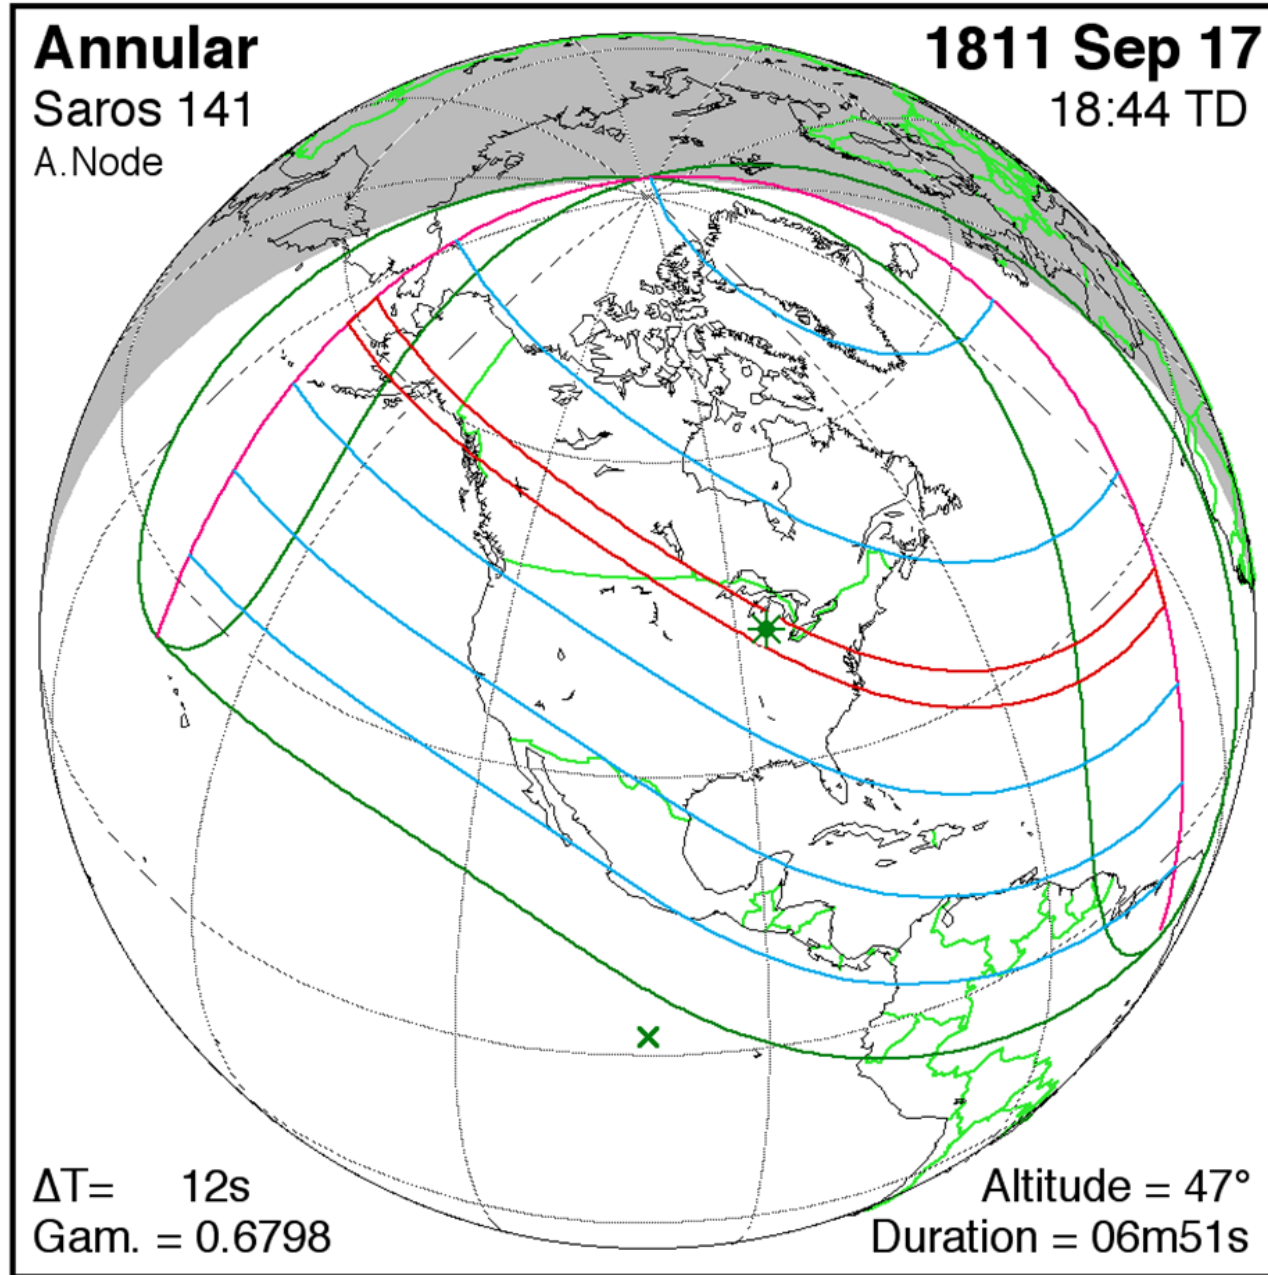 Annular
Saros 141
A.Node
1811 Sep 17
18:44 TD
ΔT= 12s
Gam. = 0.6798
Altitude = 47°
Duration = 06m51s